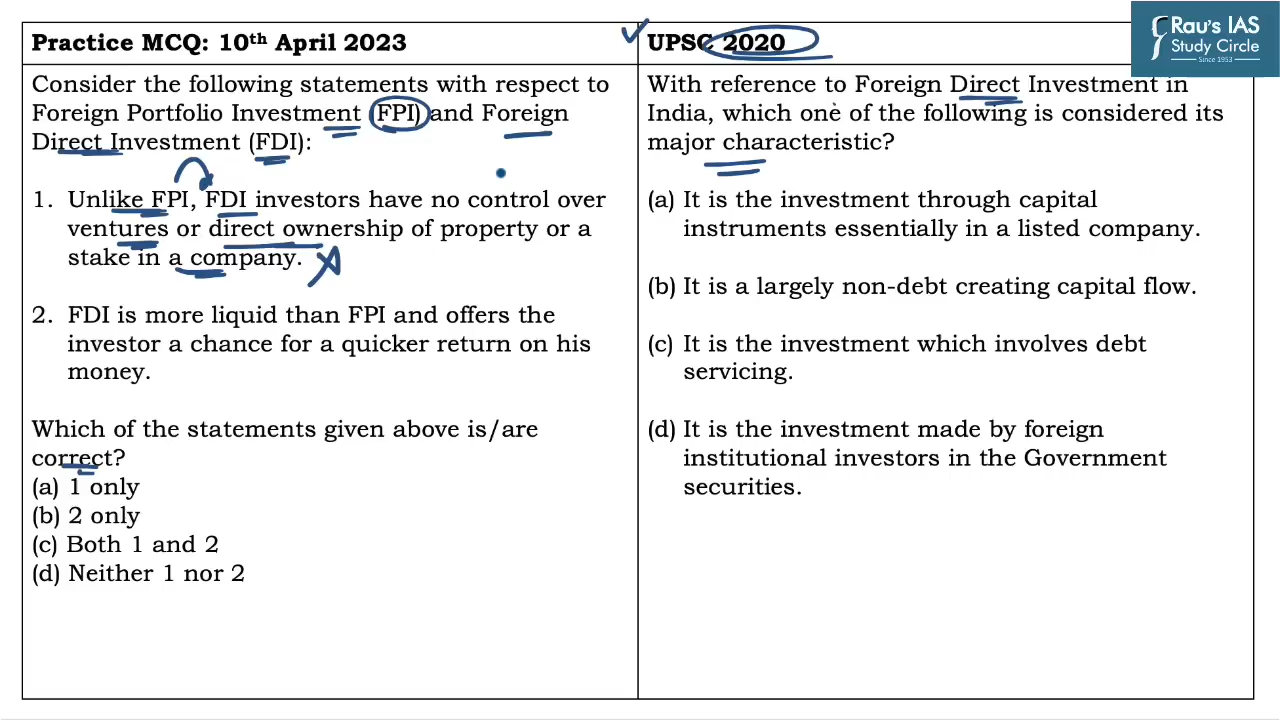 Rau's IAS
Study Circle
Since 1953
Practice MCQ: 10th April 2023
Consider the following statements with respect to
Foreign Portfolio Investment (FPI) and Foreign
Direct Investment (FDI):
1. Unlike FPI, FDI investors have no control over
ventures or direct ownership of property or a
stake in a company.
2. FDI is more liquid than FPI and offers the
investor a chance for a quicker return on his
money.
Which of the statements given above is/are
correct?
(a) 1 only
(b) 2 only
(c) Both 1 and 2
(d) Neither 1 nor 2
UPSC 2020
With reference to Foreign Direct Investment in
India, which one of the following is considered its
major characteristic?
(a) It is the investment through capital
instruments essentially in a listed company.
(b) It is a largely non-debt creating capital flow.
(c) It is the investment which involves debt
servicing.
(d) It is the investment made by foreign
institutional investors in the Government
securities.